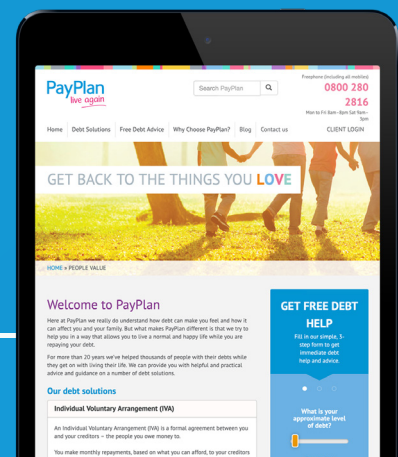 Freephone (including all mobiles)
PayPlan
live again
Search PayPlan
0800 280
2816
Mon to Fri 8am-8pm Sat 9am-
3pm
Home
Debt Solutions
Free Debt Advice
Why Choose PayPlan?
Blog
Contact us
CLIENT LOGIN
GET BACK TO THE THINGS YOU LOVE
HOME » PEOPLE VALUE
Welcome to PayPlan
Here at PayPlan we really do understand how debt can make you feel and how it
can affect you and your family. But what makes PayPlan different is that we try to
help you in a way that allows you to live a normal and happy life while you are
repaying your debt.
For more than 20 years we've helped thousands of people with their debts while
they get on with living their life. We can provide you with helpful and practical
advice and guidance on a number of debt solutions.
Our debt solutions
Individual Voluntary Arrangement (IVA)
An Individual Voluntary Arrangement (IVA) is a formal agreement between you
and your creditors – the people you owe money to.
You make monthly repayments, based on what you can afford, to your creditors
GET FREE DEBT
HELP
Fill in our simple, 3-
step form to get
immediate debt
help and advice.
What is your
approximate level
of debt?